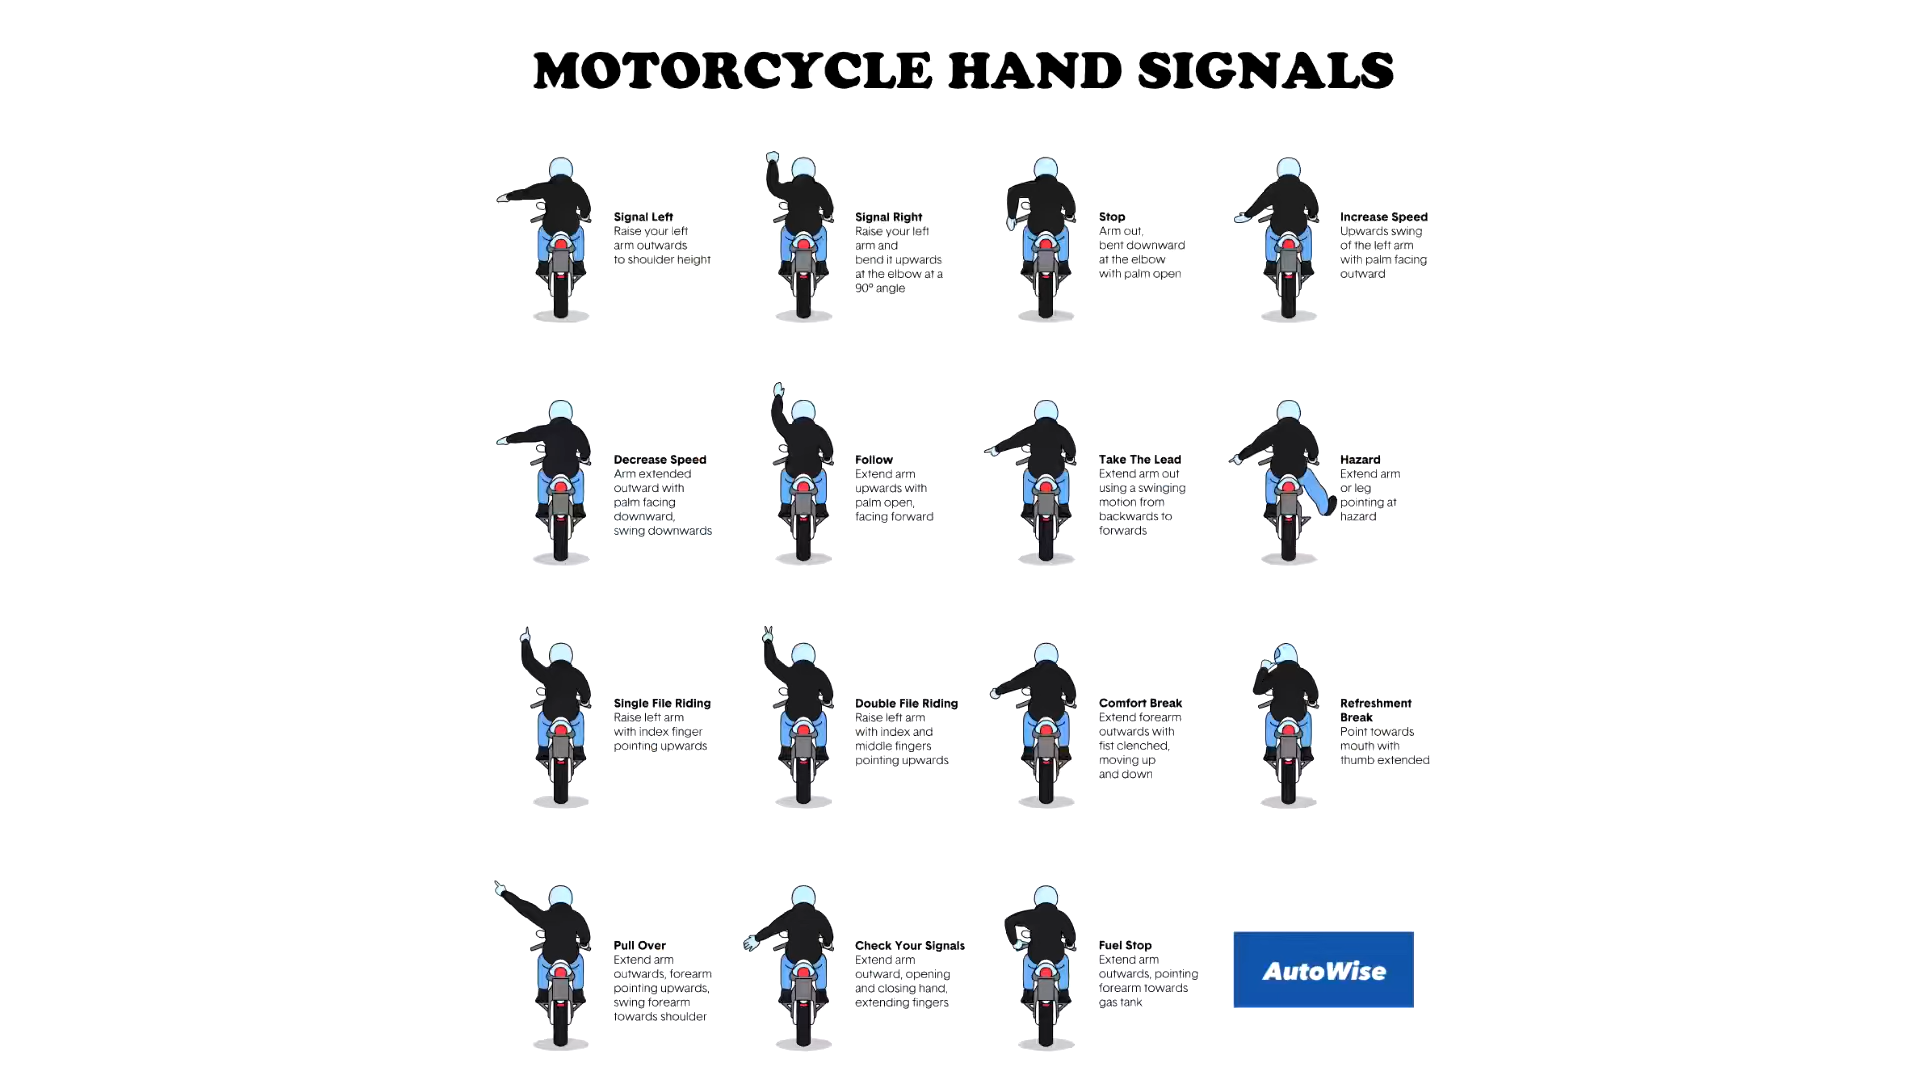 MOTORCYCLE HAND SIGNALS
Signal Left
Raise your left
arm outwards
to shoulder height
Signal Right
Raise your left
arm and
bend it upwards
at the elbow at a
90° angle
Stop
Arm out,
bent downward
at the elbow
with palm open
Increase Speed
Upwards swing
of the left arm
with palm facing
outward
Decrease Speed
Arm extended
outward with
palm facing
downward,
swing downwards
Follow
Extend arm
upwards with
palm open,
facing forward
Take The Lead
Extend arm out
using a swinging
motion from
backwards to
forwards
Hazard
Extend arm
or leg
pointing at
hazard
Single File Riding
Raise left arm
with index finger
pointing upwards
Double File Riding
Raise left arm
with index and
middle fingers
pointing upwards
Comfort Break
Extend forearm
outwards with
fist clenched,
moving up
and down
Refreshment
Break
Point towards
mouth with
thumb extended
Pull Over
Extend arm
outwards, forearm
pointing upwards,
swing forearm
towards shoulder
Check Your Signals
Extend arm
outward, opening
and closing hand,
extending fingers
Fuel Stop
Extend arm
outwards, pointing
forearm towards
gas tank
AutoWise